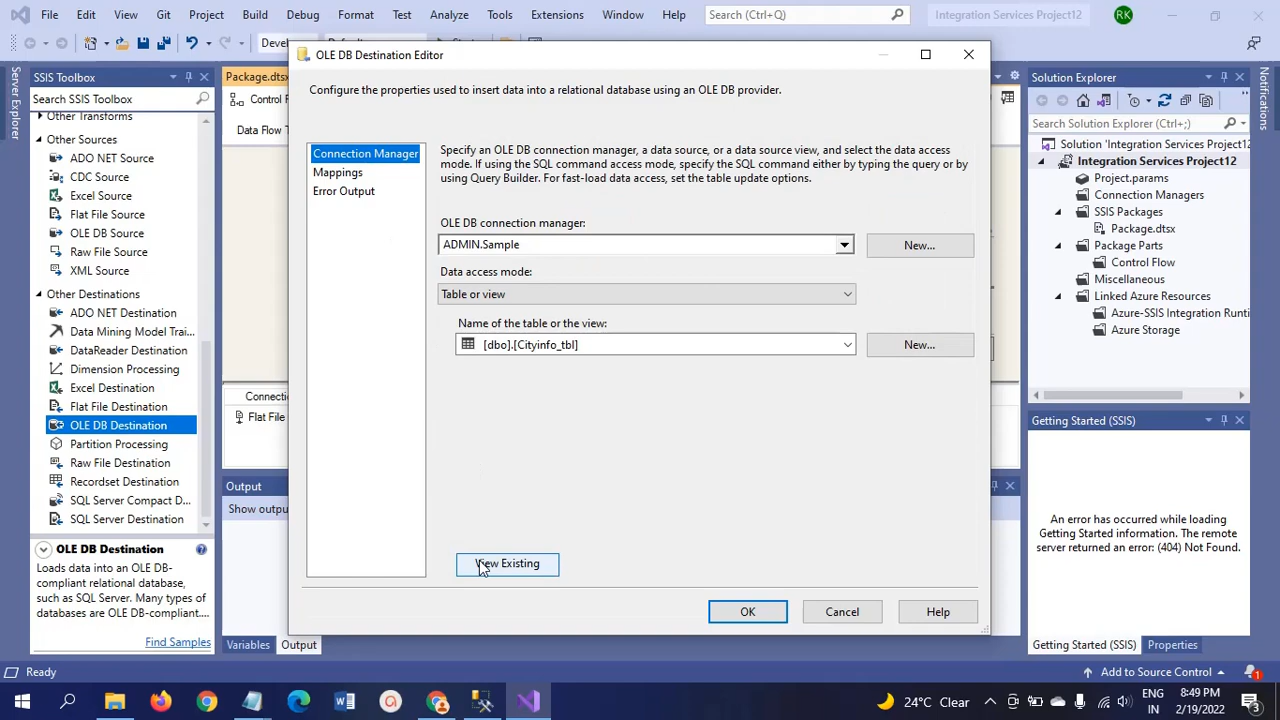 File Edit View Git Project Build Debug Format Test Analyze Tools Extensions Window Help Search (Ctrl+Q) Integration Services Project12 RK
Server Explorer
SSIS Toolbox
Search SSIS Toolbox
Other Transforms
Other Sources
ADO NET Source
CDC Source
Excel Source
Flat File Source
OLE DB Source
Raw File Source
XML Source
Other Destinations
ADO NET Destination
Data Mining Model Trai...
DataReader Destination
Dimension Processing
Excel Destination
Flat File Destination
OLE DB Destination
Partition Processing
Raw File Destination
Recordset Destination
SQL Server Compact D...
SQL Server Destination
OLE DB Destination
Loads data into an OLE DB-
compliant relational database,
such as SQL Server. Many types
of databases are OLE DB-compliant....
Find Samples
Package.dtsx
Control F
Data Flow T
Connectio
Flat File
Output
Show outpu
Variables Output
OLE DB Destination Editor
Configure the properties used to insert data into a relational database using an OLE DB provider.
Connection Manager
Mappings
Error Output
Specify an OLE DB connection manager, a data source, or a data source view, and select the data access
mode. If using the SQL command access mode, specify the SQL command either by typing the query or by
using Query Builder. For fast-load data access, set the table update options.
OLE DB connection manager:
ADMIN.Sample New...
Data access mode:
Table or view
Name of the table or the view:
[dbo].[Cityinfo_tbl] New...
View Existing
OK Cancel Help
Solution Explorer
Search Solution Explorer (Ctrl+;)
Solution 'Integration Services Project12
Integration Services Project12
Project.params
Connection Managers
SSIS Packages
Package.dtsx
Package Parts
Control Flow
Miscellaneous
Linked Azure Resources
Azure-SSIS Integration Runti
Azure Storage
Getting Started (SSIS)
An error has occurred while loading
Getting Started information. The remote
server returned an error: (404) Not Found.
Getting Started (SSIS) Properties
Notifications
Ready Add to Source Control 1
24°C Clear ENG IN 8:49 PM 2/19/2022 3